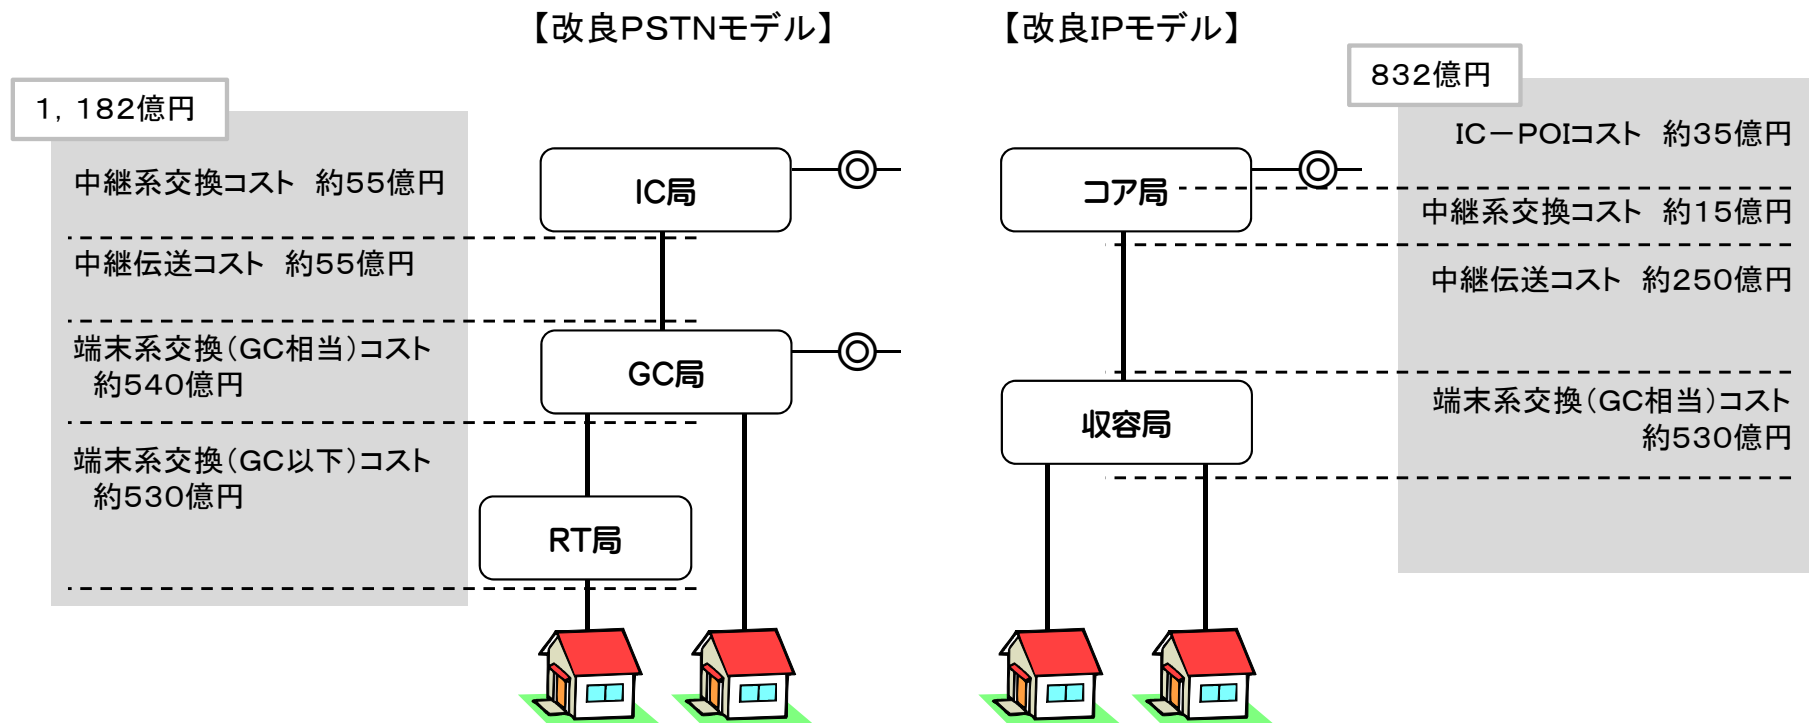 【改良PSTNモデル】
【改良IPモデル】
1,182億円
中継系交換コスト 約55億円
中継伝送コスト 約55億円
端末系交換(GC相当)コスト
約540億円
端末系交換(GC以下)コスト
約530億円
IC局
GC局
RT局
コア局
収容局
832億円
IC-POIコスト 約35億円
中継系交換コスト 約15億円
中継伝送コスト 約250億円
端末系交換(GC相当)コスト
約530億円